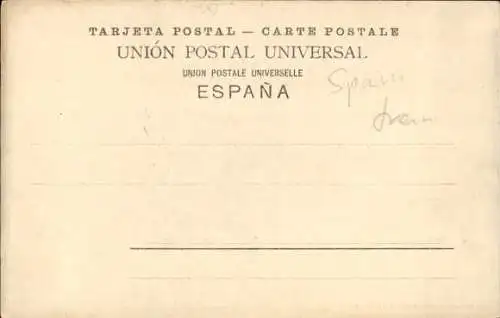 TARJETA POSTAL — CARTE POSTALE
UNIÓN POSTAL UNIVERSAL
UNION POSTALE UNIVERSELLE
ESPAÑA
Spain